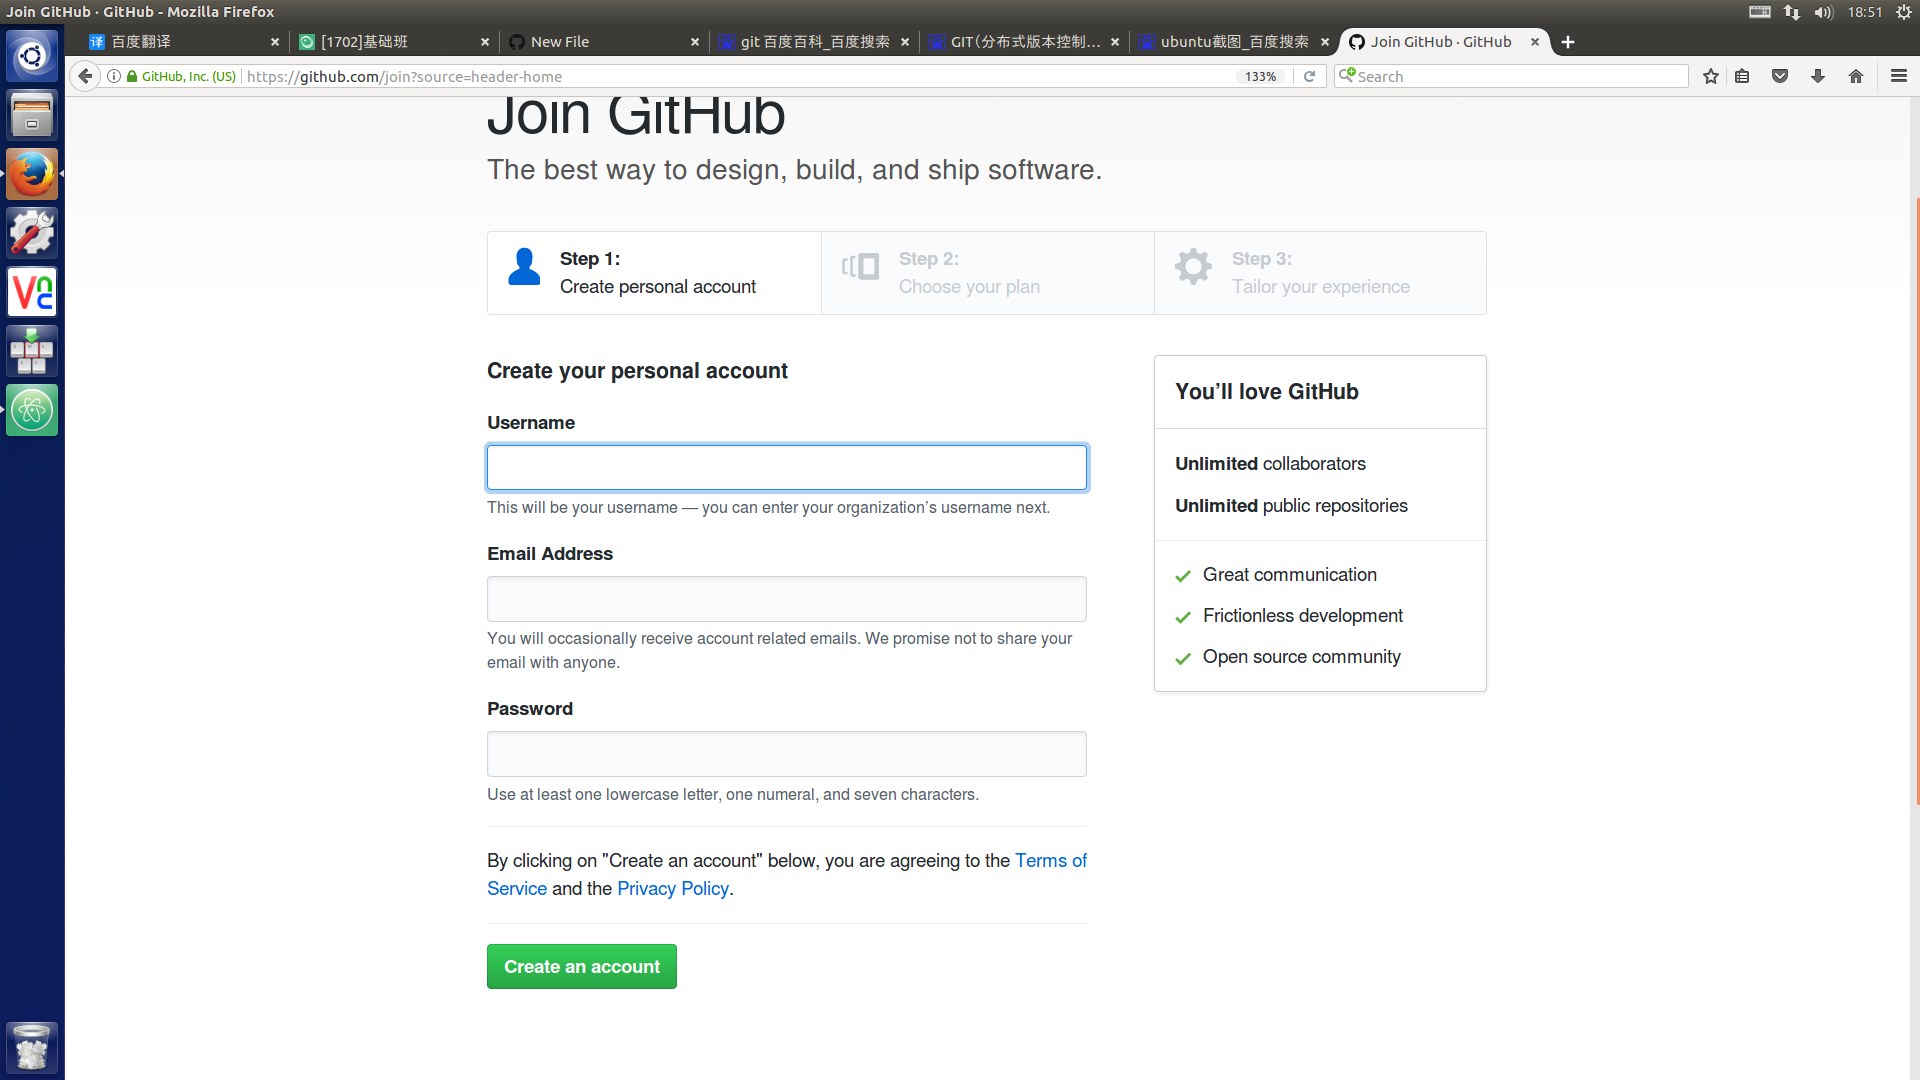 Join GitHub · GitHub - Mozilla Firefox
18:51
译 百度翻译
[1702]基础班
New File
git 百度百科_百度搜索
GIT(分布式版本控制...
ubuntu截图_百度搜索
Join GitHub · GitHub
GitHub, Inc. (US)
https://github.com/join?source=header-home
133%
Search
Join GitHub
The best way to design, build, and ship software.
Step 1:
Create personal account
Step 2:
Choose your plan
Step 3:
Tailor your experience
Create your personal account
Username
This will be your username — you can enter your organization’s username next.
Email Address
You will occasionally receive account related emails. We promise not to share your
email with anyone.
Password
Use at least one lowercase letter, one numeral, and seven characters.
By clicking on "Create an account" below, you are agreeing to the Terms of
Service and the Privacy Policy.
Create an account
You’ll love GitHub
Unlimited collaborators
Unlimited public repositories
Great communication
Frictionless development
Open source community
Vnc